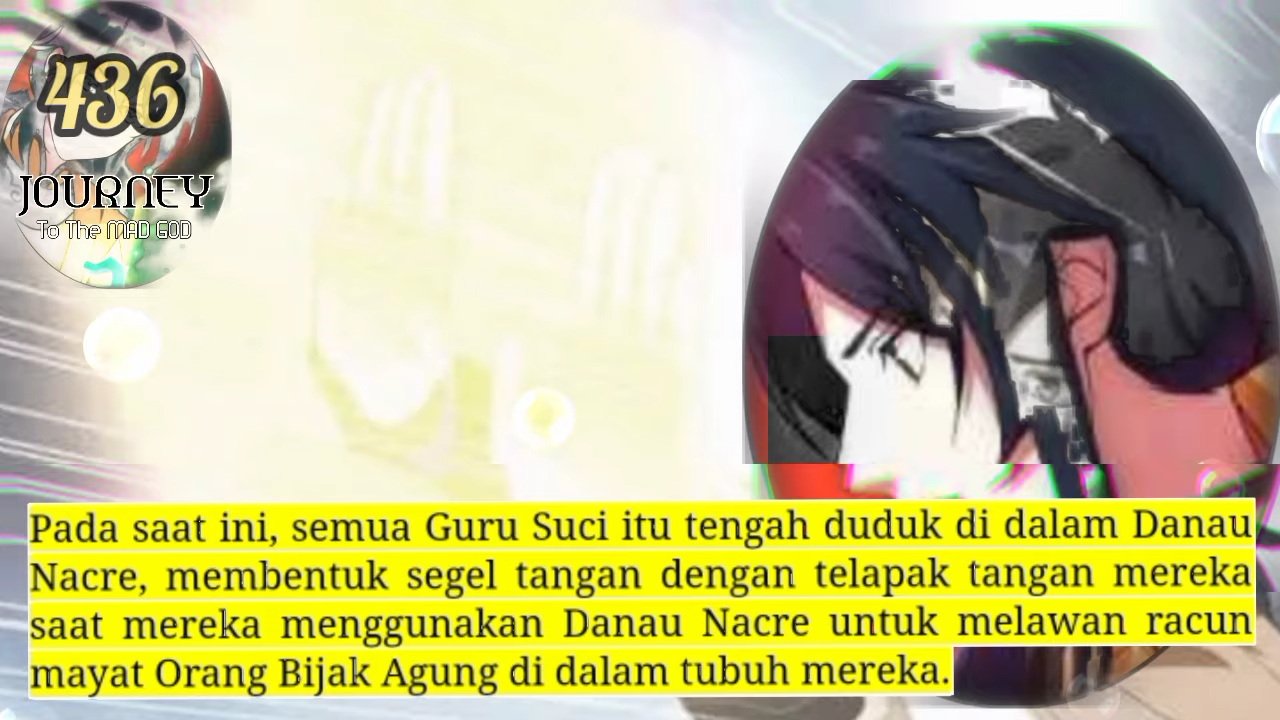 436
JOURNEY
To The MAD GOD
Pada saat ini, semua Guru Suci itu tengah duduk di dalam Danau
Nacre, membentuk segel tangan dengan telapak tangan mereka
saat mereka menggunakan Danau Nacre untuk melawan racun
mayat Orang Bijak Agung di dalam tubuh mereka.